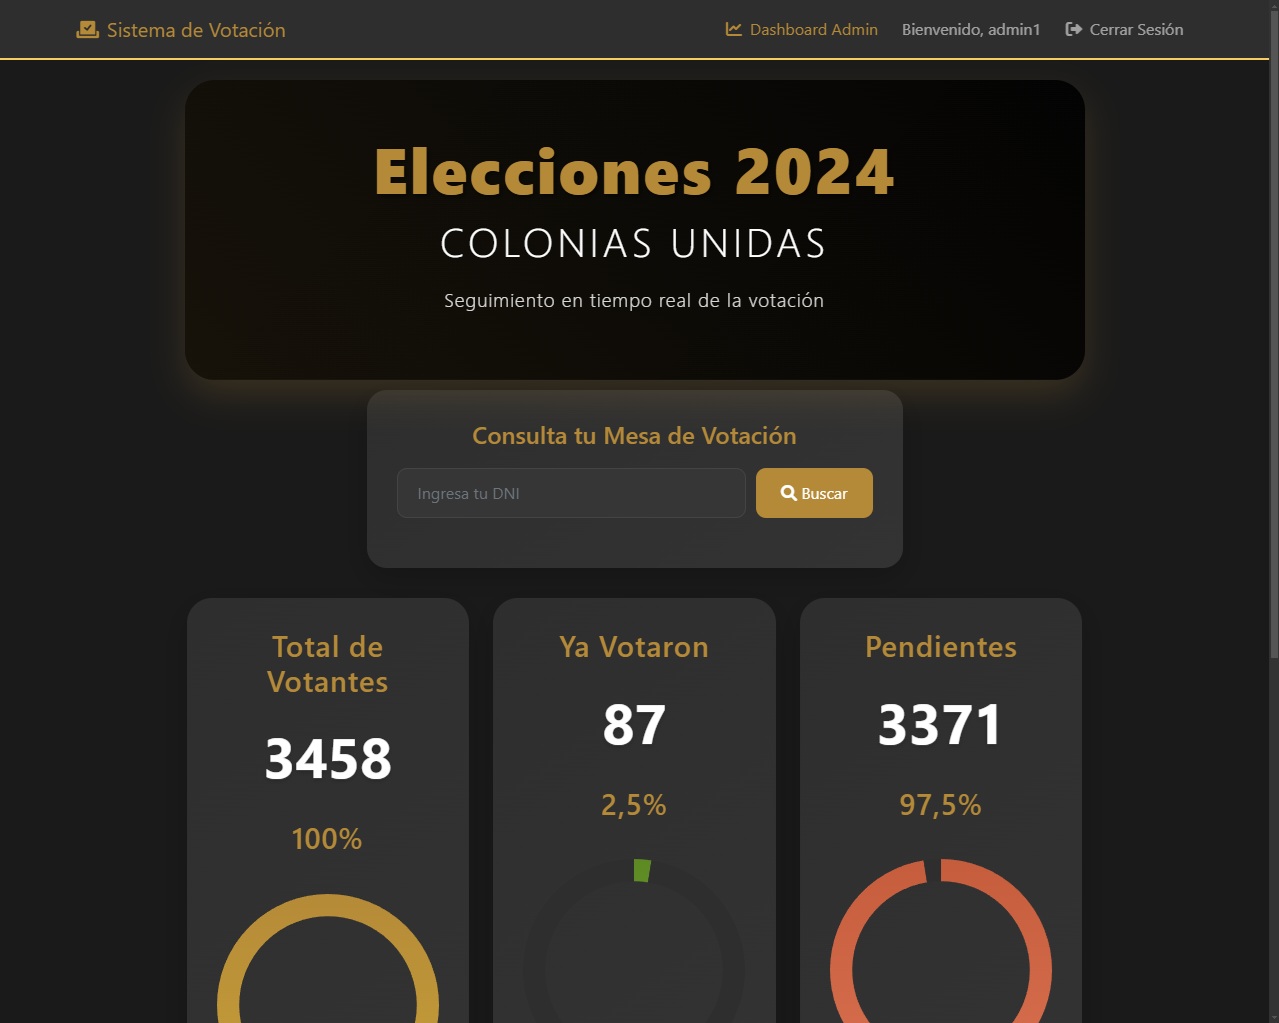 Sistema de Votación
Dashboard Admin
Bienvenido, admin1
Cerrar Sesión
Elecciones 2024
COLONIAS UNIDAS
Seguimiento en tiempo real de la votación
Consulta tu Mesa de Votación
Ingresa tu DNI
Buscar
Total de
Votantes
3458
100%
Ya Votaron
87
2,5%
Pendientes
3371
97,5%